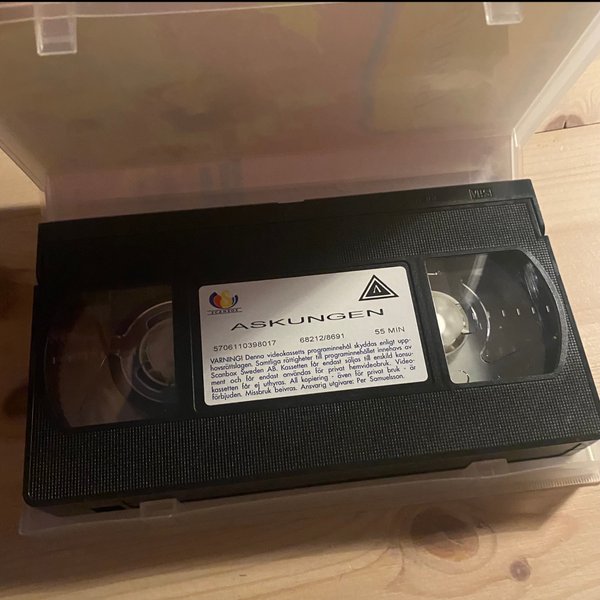 VHS
SCANBOX
ASKUNGEN
5706110398017 68212/8691 55 MIN
VARNING! Denna videokassetts programinnehål skyddas enligt upp-
hovsrättslagen. Samtliga rättigheter till programinnehållet innehavs av
Scanbox Sweden AB. Kassetten får endast säljas till enskild konsu-
ment och får endast användas för privat hemvideobruk. Video-
kassetten får ej uthyras. All kopiering - även för privat bruk - är
förbjuden. Missbruk beivras. Ansvarig utgivare: Per Samuelsson.